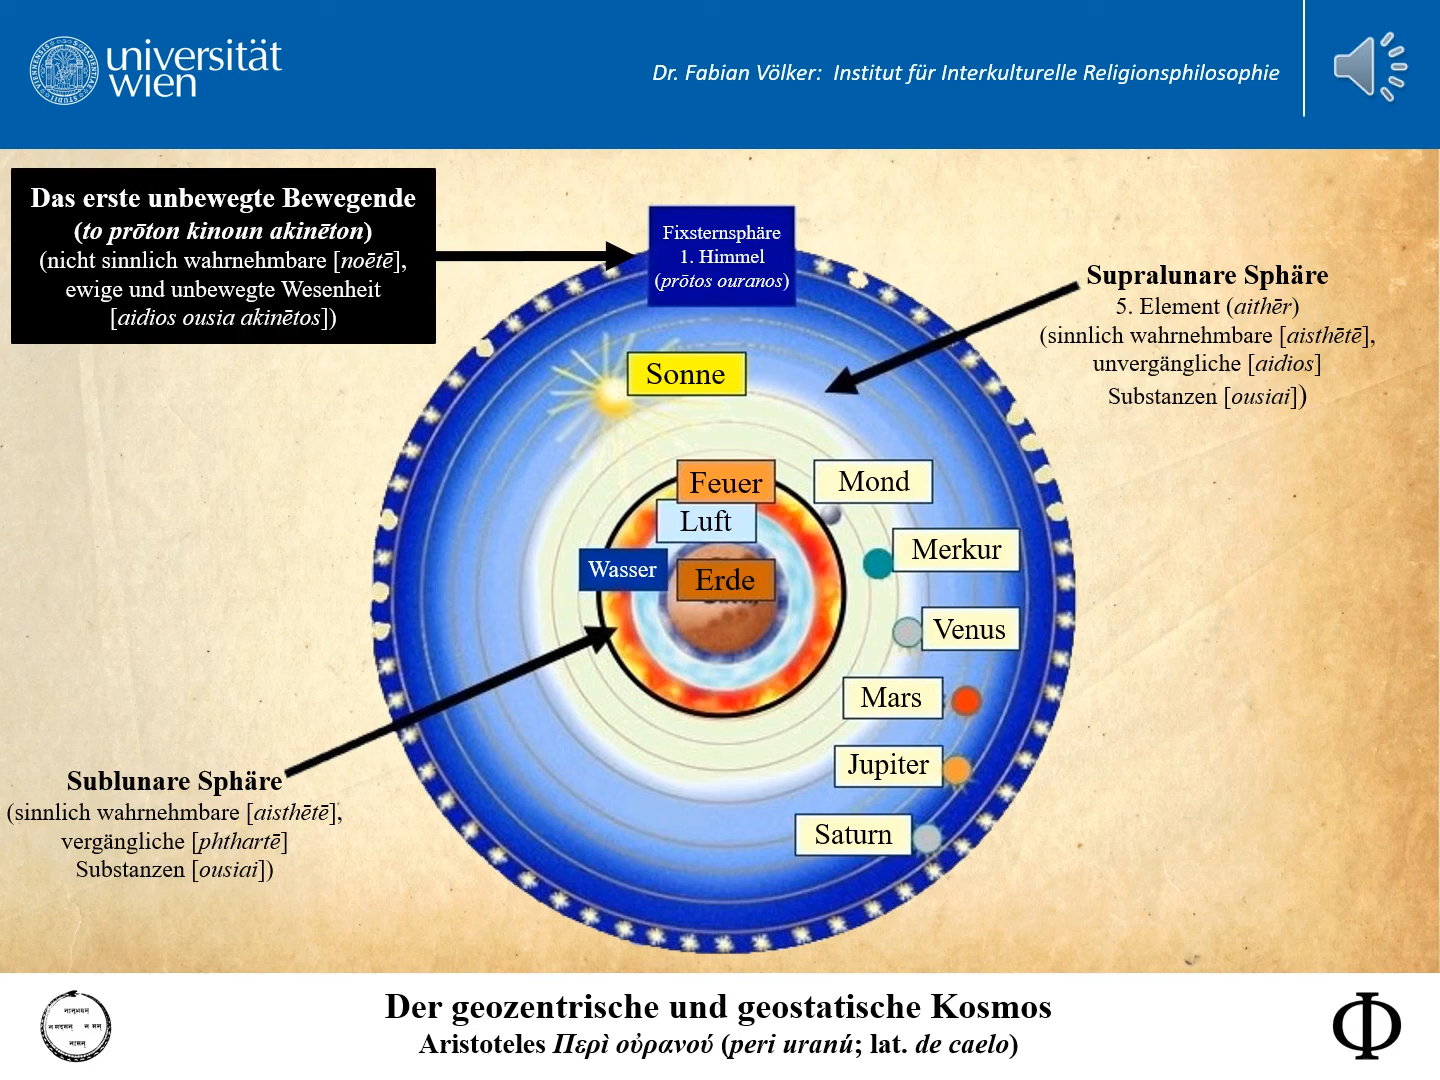 universität
wien
Dr. Fabian Völker: Institut für Interkulturelle Religionsphilosophie
Das erste unbewegte Bewegende
(to prōton kinoun akinēton)
(nicht sinnlich wahrnehmbare [noētē],
ewige und unbewegte Wesenheit
[aidios ousia akinētos])
Fixsternsphäre
1. Himmel
(prōtos ouranos)
Supralunare Sphäre
5. Element (aithēr)
(sinnlich wahrnehmbare [aisthētē],
unvergängliche [aidios]
Substanzen [ousiai])
Sonne
Feuer
Mond
Luft
Merkur
Wasser
Erde
Venus
Mars
Jupiter
Saturn
Sublunare Sphäre
(sinnlich wahrnehmbare [aisthētē],
vergängliche [phthartē]
Substanzen [ousiai])
Der geozentrische und geostatische Kosmos
Aristoteles Περὶ οὐρανού (peri uranú; lat. de caelo)
Φ